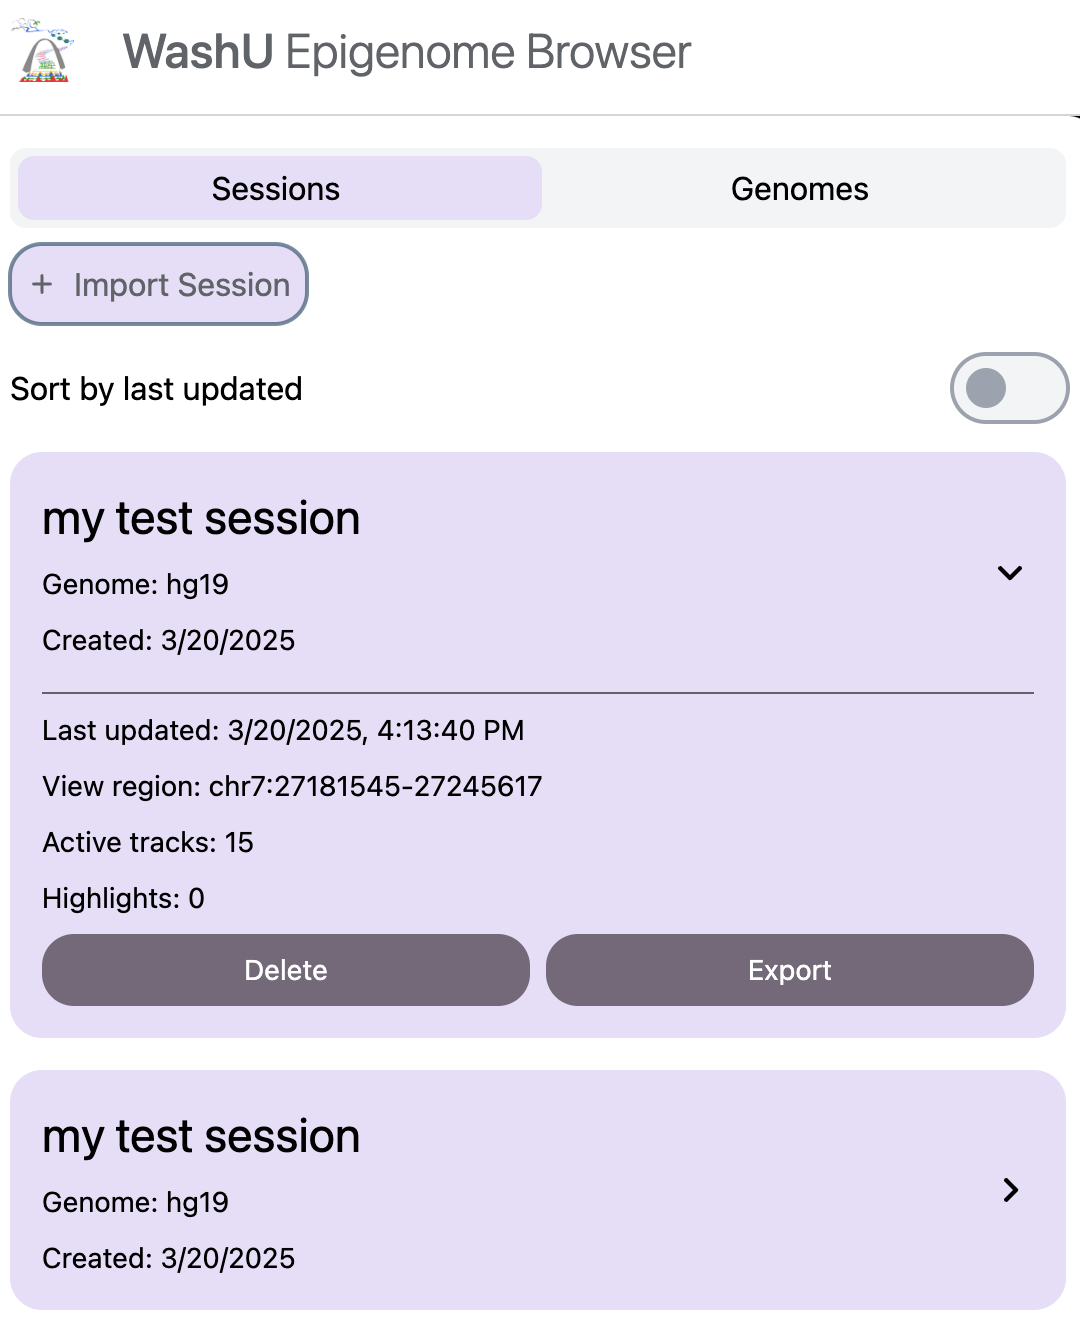 WashU Epigenome Browser
Sessions
Genomes
+ Import Session
Sort by last updated
my test session
Genome: hg19
Created: 3/20/2025
Last updated: 3/20/2025, 4:13:40 PM
View region: chr7:27181545-27245617
Active tracks: 15
Highlights: 0
Delete
Export
my test session
Genome: hg19
Created: 3/20/2025